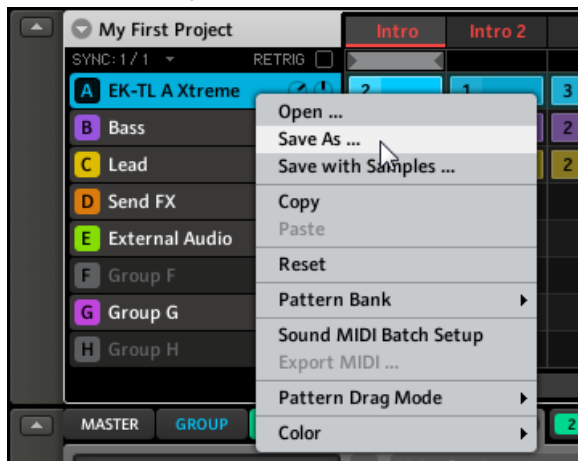 My First Project
Intro
Intro 2
SYNC: 1 / 1
RETRIG
A EK-TL A Xtreme
2
1
3
B Bass
2
C Lead
2
D Send FX
E External Audio
F Group F
G Group G
H Group H
Open ...
Save As ...
Save with Samples ...
Copy
Paste
Reset
Pattern Bank
Sound MIDI Batch Setup
Export MIDI ...
Pattern Drag Mode
Color
MASTER
GROUP
2